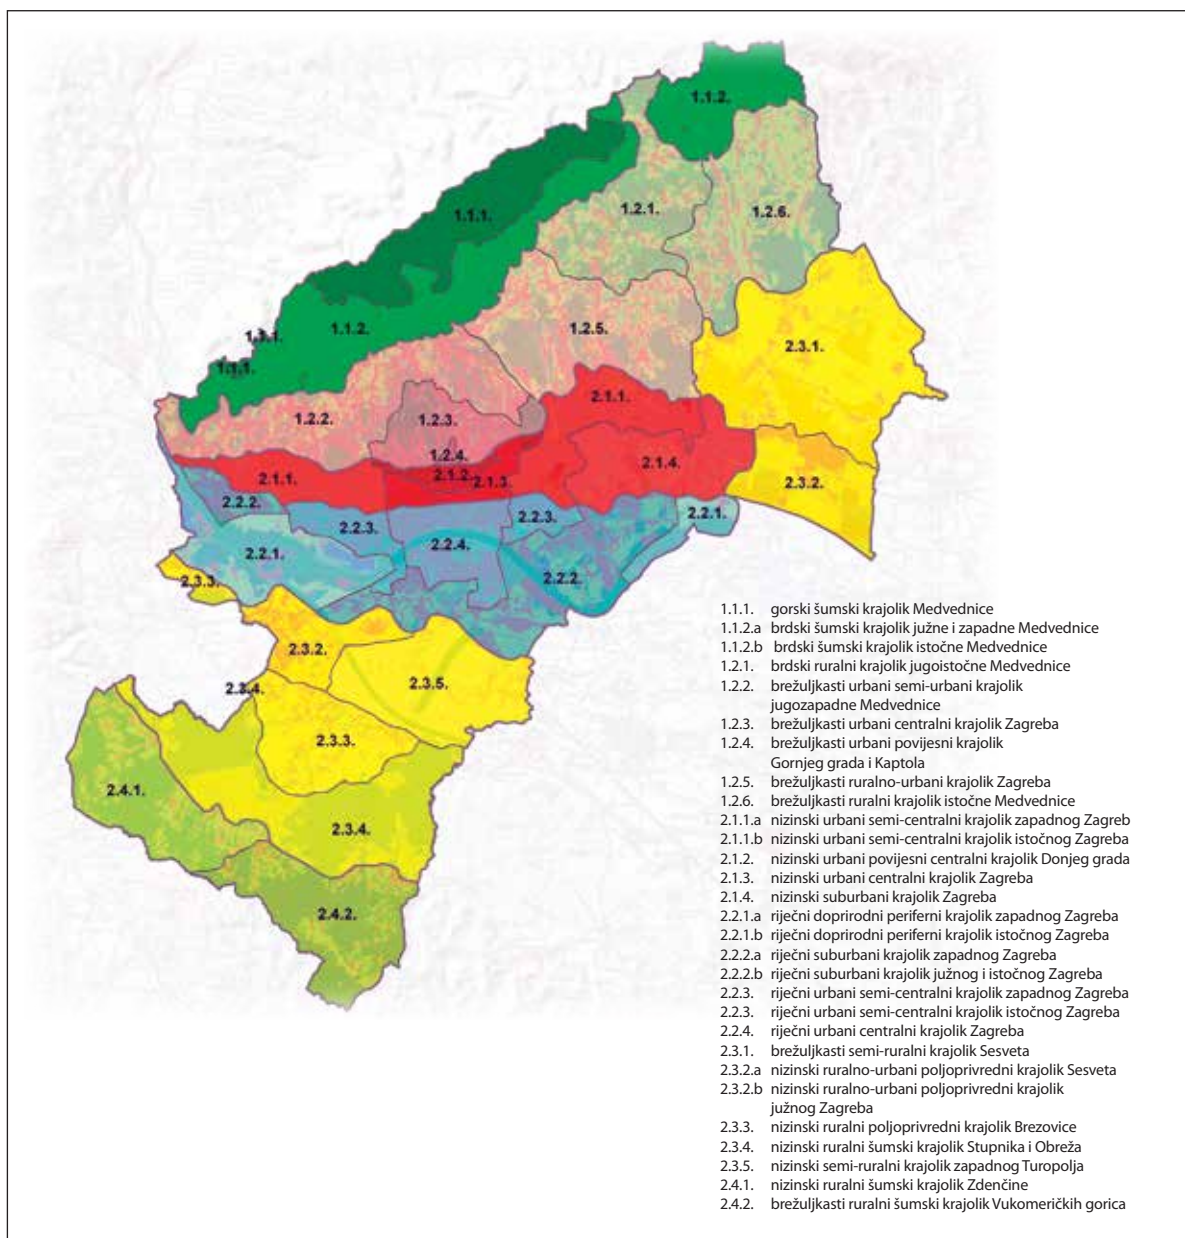 1.1.2.
1.1.1.
1.2.1.
1.2.6.
1.1.2.
1.1.1.
1.1.1.
1.2.5.
2.3.1.
1.2.2.
1.2.3.
2.1.1.
1.2.4.
2.1.1.
2.1.2.
2.1.3.
2.1.4.
2.3.2.
2.2.2.
2.2.3.
2.2.3.
2.2.1.
2.2.1.
2.2.4.
2.2.2.
2.3.3.
2.3.2.
2.3.4.
2.3.5.
2.3.3.
2.4.1.
2.3.4.
2.4.2.
1.1.1. gorski šumski krajolik Medvednice
1.1.2.a brdski šumski krajolik južne i zapadne Medvednice
1.1.2.b brdski šumski krajolik istočne Medvednice
1.2.1. brdski ruralni krajolik jugoistočne Medvednice
1.2.2. brežuljkasti urbani semi-urbani krajolik
jugozapadne Medvednice
1.2.3. brežuljkasti urbani centralni krajolik Zagreba
1.2.4. brežuljkasti urbani povijesni krajolik
Gornjeg grada i Kaptola
1.2.5. brežuljkasti ruralno-urbani krajolik Zagreba
1.2.6. brežuljkasti ruralni krajolik istočne Medvednice
2.1.1.a nizinski urbani semi-centralni krajolik zapadnog Zagreb
2.1.1.b nizinski urbani semi-centralni krajolik istočnog Zagreba
2.1.2. nizinski urbani povijesni centralni krajolik Donjeg grada
2.1.3. nizinski urbani centralni krajolik Zagreba
2.1.4. nizinski suburbani krajolik Zagreba
2.2.1.a riječni doprirodni periferni krajolik zapadnog Zagreba
2.2.1.b riječni doprirodni periferni krajolik istočnog Zagreba
2.2.2.a riječni suburbani krajolik zapadnog Zagreba
2.2.2.b riječni suburbani krajolik južnog i istočnog Zagreba
2.2.3. riječni urbani semi-centralni krajolik zapadnog Zagreba
2.2.3. riječni urbani semi-centralni krajolik istočnog Zagreba
2.2.4. riječni urbani centralni krajolik Zagreba
2.3.1. brežuljkasti semi-ruralni krajolik Sesveta
2.3.2.a nizinski ruralno-urbani poljoprivredni krajolik Sesveta
2.3.2.b nizinski ruralno-urbani poljoprivredni krajolik
južnog Zagreba
2.3.3. nizinski ruralni poljoprivredni krajolik Brezovice
2.3.4. nizinski ruralni šumski krajolik Stupnika i Obreža
2.3.5. nizinski semi-ruralni krajolik zapadnog Turopolja
2.4.1. nizinski ruralni šumski krajolik Zdenčine
2.4.2. brežuljkasti ruralni šumski krajolik Vukomeričkih gorica